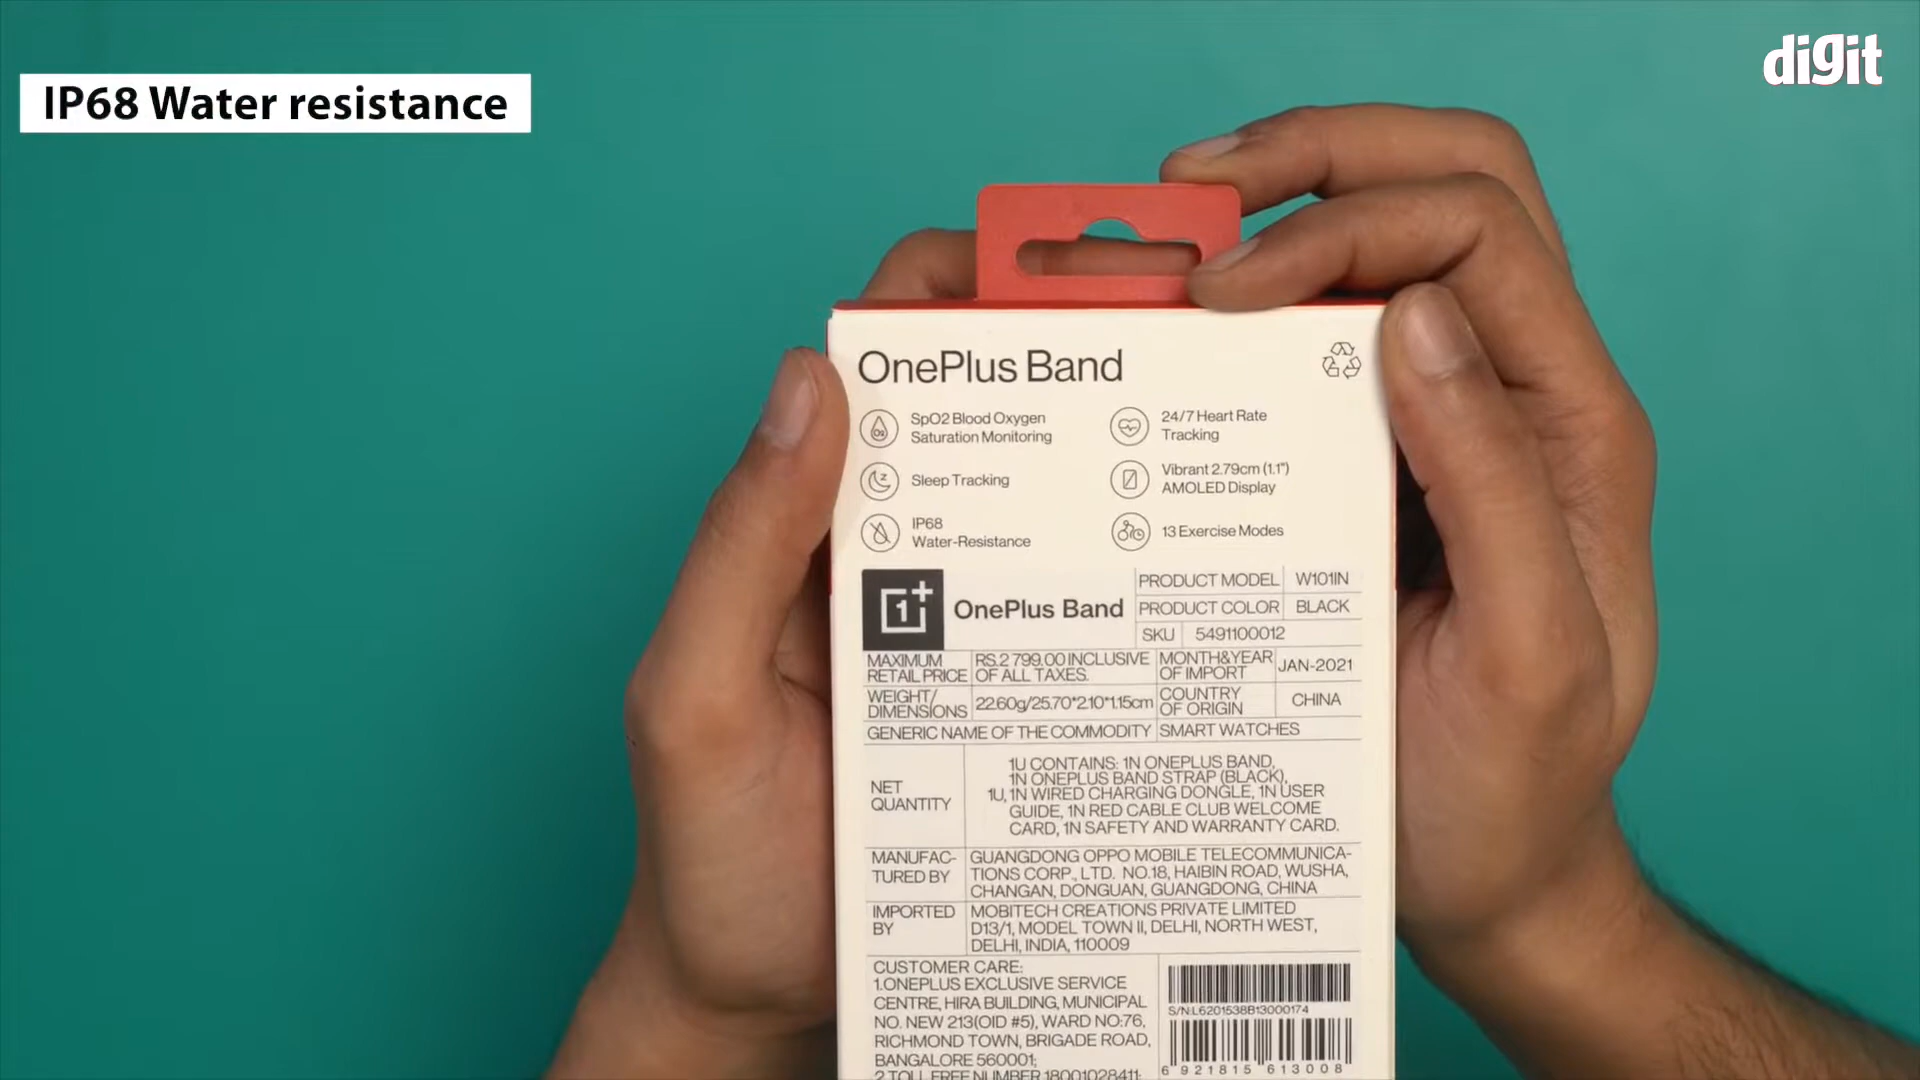 IP68 Water resistance
digit
OnePlus Band
SpO2 Blood Oxygen
Saturation Monitoring
24/7 Heart Rate
Tracking
Sleep Tracking
Vibrant 2.79cm (1.1")
AMOLED Display
IP68
Water-Resistance
13 Exercise Modes
OnePlus Band
PRODUCT MODEL W101IN
PRODUCT COLOR BLACK
SKU 5491100012
MAXIMUM
RETAIL PRICE
RS.2 799.00 INCLUSIVE
OF ALL TAXES.
MONTH&YEAR
OF IMPORT
JAN-2021
WEIGHT/
DIMENSIONS
22.60g/25.70*2.10*1.15cm
COUNTRY
OF ORIGIN
CHINA
GENERIC NAME OF THE COMMODITY SMART WATCHES
NET
QUANTITY
1U CONTAINS: 1N ONEPLUS BAND,
1N ONEPLUS BAND STRAP (BLACK),
1U, 1N WIRED CHARGING DONGLE, 1N USER
GUIDE, 1N RED CABLE CLUB WELCOME
CARD, 1N SAFETY AND WARRANTY CARD.
MANUFAC-
TURED BY
GUANGDONG OPPO MOBILE TELECOMMUNICA-
TIONS CORP., LTD. NO.18, HAIBIN ROAD, WUSHA,
CHANGAN, DONGUAN, GUANGDONG, CHINA
IMPORTED
BY
MOBITECH CREATIONS PRIVATE LIMITED
D13/1, MODEL TOWN II, DELHI, NORTH WEST,
DELHI, INDIA, 110009
CUSTOMER CARE:
1.ONEPLUS EXCLUSIVE SERVICE
CENTRE, HIRA BUILDING, MUNICIPAL
NO. NEW 213(OID #5), WARD NO:76,
RICHMOND TOWN, BRIGADE ROAD,
BANGALORE 560001;
2.TOLL FREE NUMBER 18001028411;
S/N:L6201538B13000174
6 921815 613008